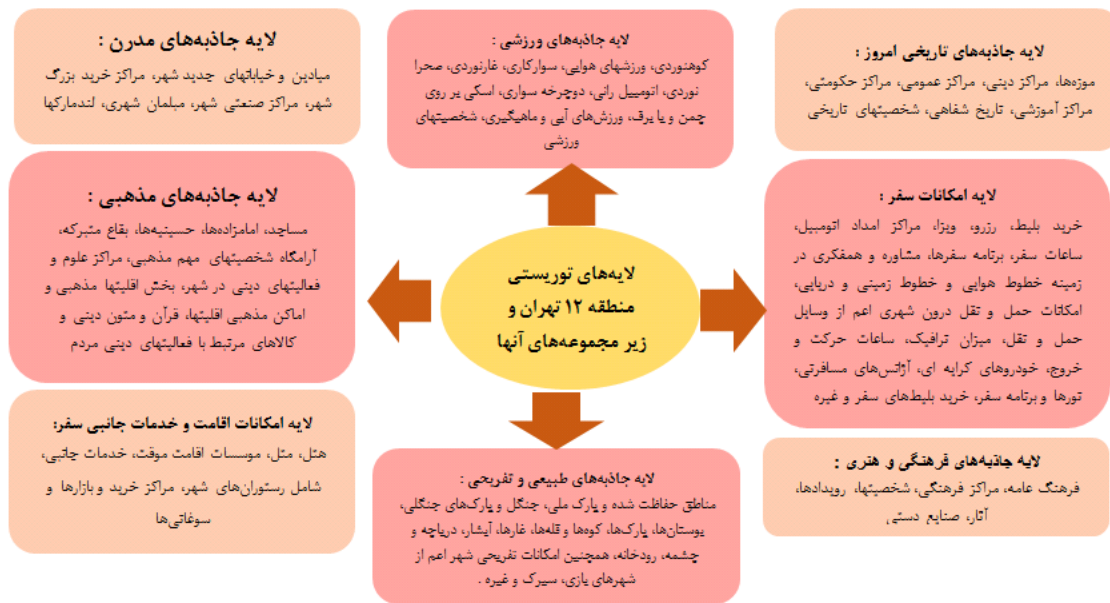 لایه جاذبه‌های تاریخی امروز :
موزه‌ها، مراکز دینی، مراکز عمومی، مراکز حکومتی،
مراکز آموزشی، تاریخ شفاهی، شخصیتهای تاریخی
لایه جاذبه‌های ورزشی :
کوهنوردی، ورزشهای هوایی، سوارکاری، غارنوردی، صحرا
نوردی، اتومبیل رانی، دوچرخه سواری، اسکی بر روی
چمن و یا برف، ورزش‌های آبی و ماهیگیری، شخصیتهای
ورزشی
لایه جاذبه‌های مدرن :
میادین و خیابانهای جدید شهر، مراکز خرید بزرگ
شهر، مراکز صنعتی شهر، مبلمان شهری، لندمارکها
لایه امکانات سفر :
خرید بلیط، رزرو، ویزا، مراکز امداد اتومبیل،
ساعات سفر، برنامه سفرها، مشاوره و همفکری در
زمینه خطوط هوایی و خطوط زمینی و دریایی،
امکانات حمل و نقل درون شهری اعم از وسایل
حمل و نقل، میزان ترافیک، ساعات حرکت و
خروج، خودروهای کرایه ای، آژانس‌های مسافرتی،
تورها و برنامه سفر، خرید بلیط‌های سفر و غیره
لایه‌های توریستی
منطقه ۱۲ تهران و
زیر مجموعه‌های آنها
لایه جاذبه‌های مذهبی :
مساجد، امامزاده‌ها، حسینیه‌ها، بقاع متبرکه،
آرامگاه شخصیتهای مهم مذهبی، مراکز علوم و
فعالیتهای دینی در شهر، بخش اقلیتها مذهبی و
اماکن مذهبی اقلیتها، قرآن و متون دینی و
کالاهای مرتبط با فعالیتهای دینی مردم
لایه جاذبه‌های فرهنگی و هنری :
فرهنگ عامه، مراکز فرهنگی، شخصیتها، رویدادها،
آثار، صنایع دستی
لایه جاذبه‌های طبیعی و تفریحی :
مناطق حفاظت شده و پارک ملی، جنگل و پارک‌های جنگلی،
بوستان‌ها، پارک‌ها، کوه‌ها و قله‌ها، غارها، آبشار، دریاچه و
چشمه، رودخانه، همچنین امکانات تفریحی شهر اعم از
شهرهای بازی، سیرک و غیره .
لایه امکانات اقامت و خدمات جانبی سفر:
هتل، متل، موسسات اقامت موقت، خدمات جانبی،
شامل رستوران‌های شهر، مراکز خرید و بازارها و
سوغاتی‌ها